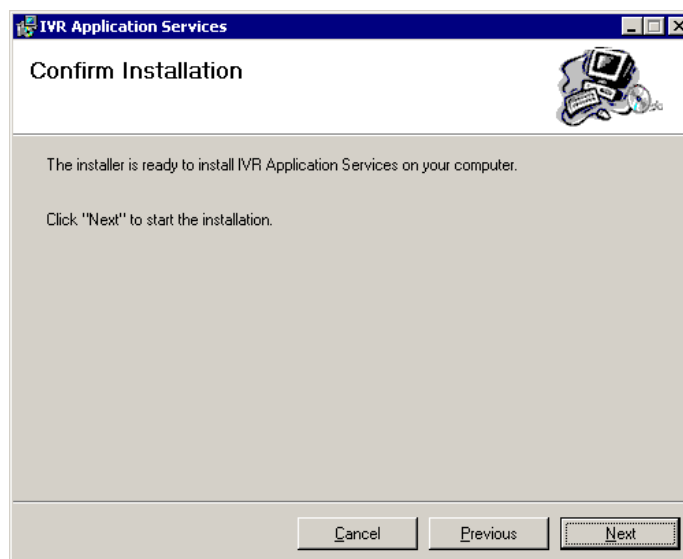 IVR Application Services
Confirm Installation
The installer is ready to install IVR Application Services on your computer.
Click "Next" to start the installation.
Cancel
Previous
Next